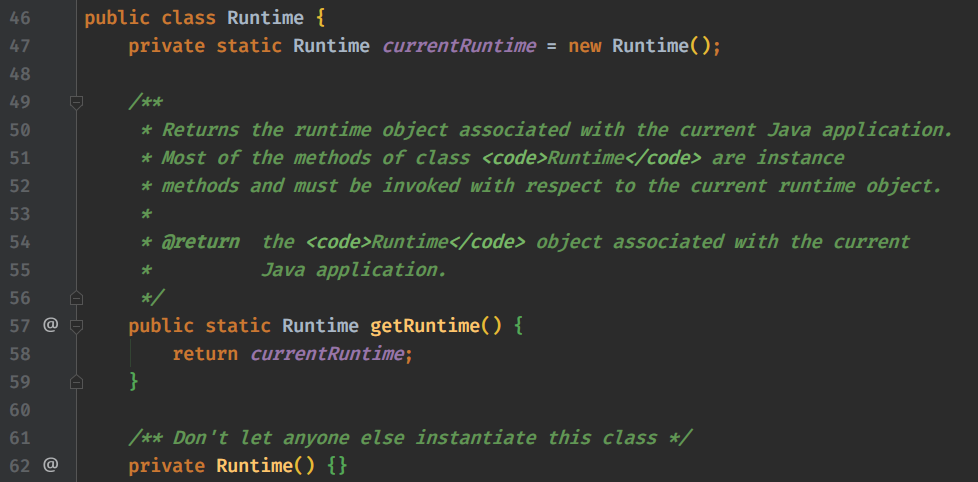 46 public class Runtime {
47     private static Runtime currentRuntime = new Runtime();
48
49     /**
50      * Returns the runtime object associated with the current Java application.
51      * Most of the methods of class <code>Runtime</code> are instance
52      * methods and must be invoked with respect to the current runtime object.
53      *
54      * @return  the <code>Runtime</code> object associated with the current
55      *          Java application.
56      */
57 @   public static Runtime getRuntime() {
58         return currentRuntime;
59     }
60
61     /** Don't let anyone else instantiate this class */
62 @   private Runtime() {}